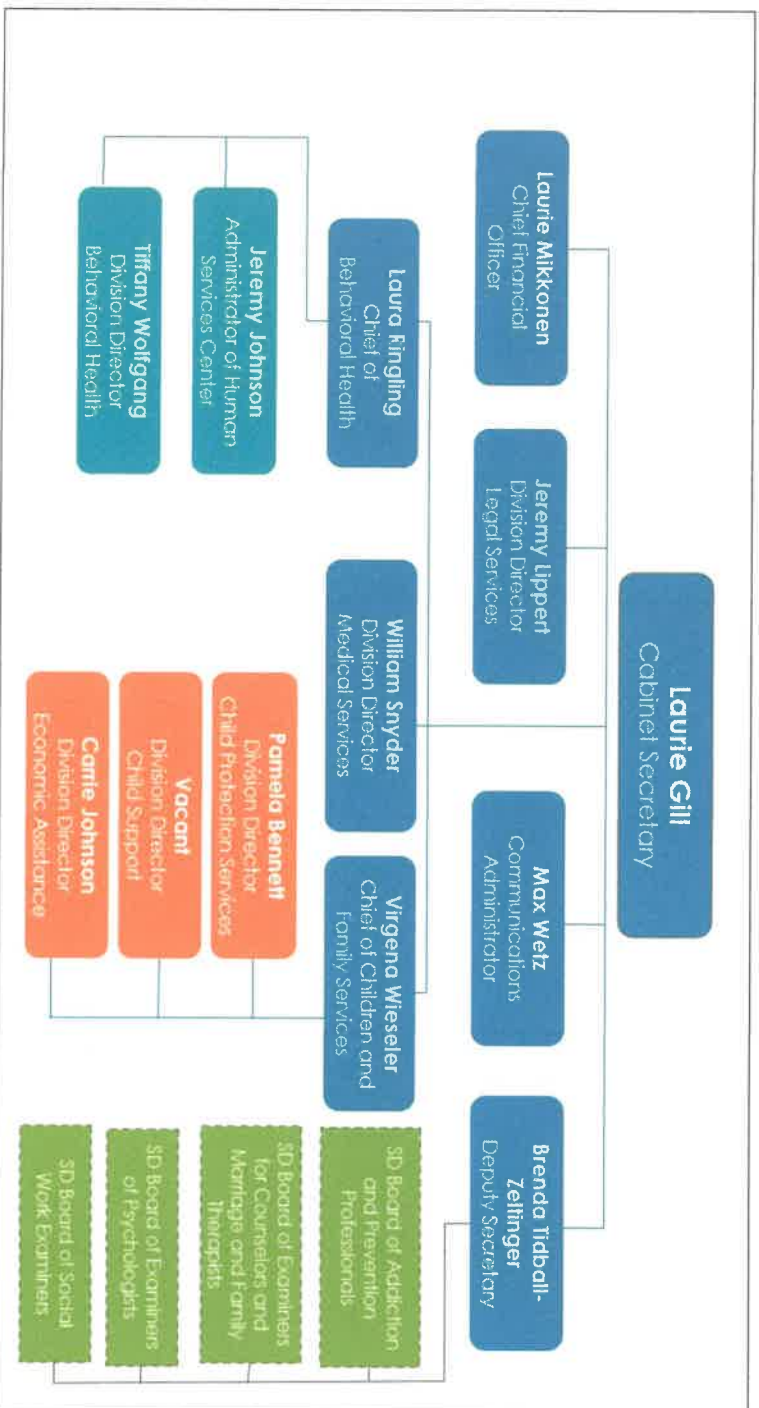 Laurie Gill
Cabinet Secretary
Laurie Mikkonen
Chief Financial
Officer
Jeremy Lippert
Division Director
Legal Services
Max Wetz
Communications
Administrator
Brenda Tidball-
Zeltinger
Deputy Secretary
Laura Ringling
Chief of
Behavioral Health
William Snyder
Division Director
Medical Services
Virgena Wieseler
Chief of Children and
Family Services
Jeremy Johnson
Administrator of Human
Services Center
Tiffany Wolfgang
Division Director
Behavioral Health
Pamela Bennett
Division Director
Child Protection Services
Vacant
Division Director
Child Support
Carrie Johnson
Division Director
Economic Assistance
SD Board of Addiction
and Prevention
Professionals
SD Board of Examiners
for Counselors and
Marriage and Family
Therapists
SD Board of Examiners
of Psychologists
SD Board of Social
Work Examiners